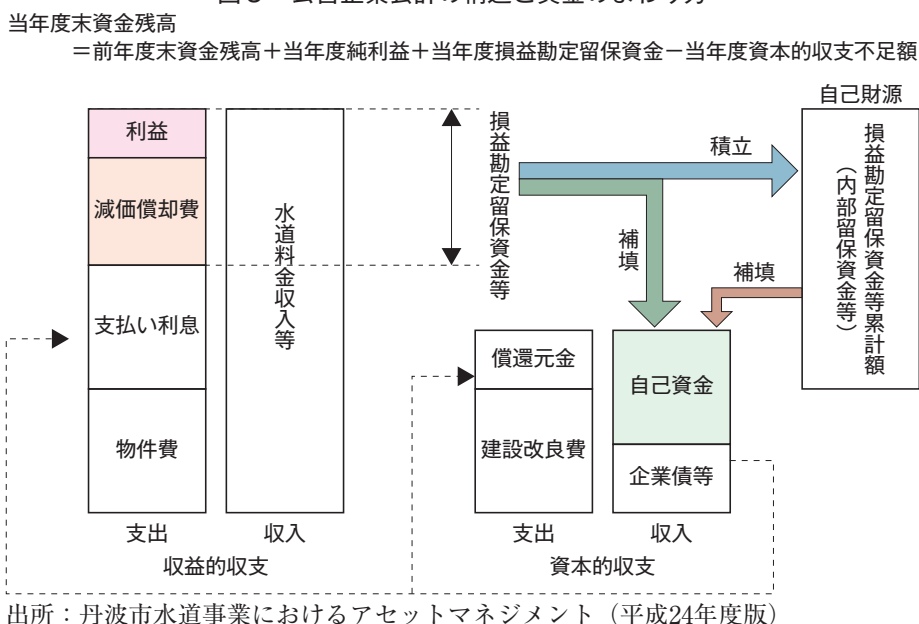 当年度末資金残高
＝前年度末資金残高＋当年度純利益＋当年度損益勘定留保資金－当年度資本的収支不足額
自己財源
利益
減価償却費
支払い利息
物件費
水道料金収入等
損益勘定留保資金等
積立
補填
補填
損益勘定留保資金等累計額
（内部留保資金等）
償還元金
建設改良費
自己資金
企業債等
支出
収入
支出
収入
収益的収支
資本的収支
出所：丹波市水道事業におけるアセットマネジメント（平成24年度版）